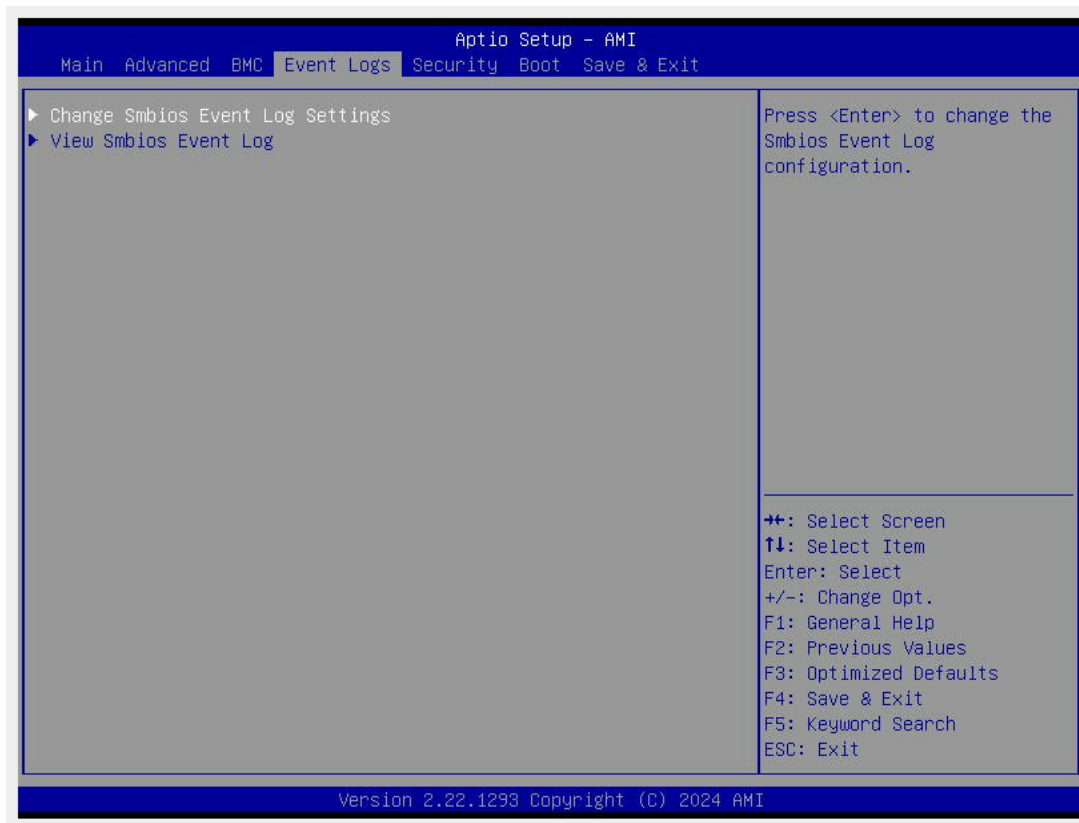 Aptio Setup - AMI
Main Advanced BMC Event Logs Security Boot Save & Exit
▶ Change Smbios Event Log Settings
▶ View Smbios Event Log
Press <Enter> to change the
Smbios Event Log
configuration.
→←: Select Screen
↑↓: Select Item
Enter: Select
+/-: Change Opt.
F1: General Help
F2: Previous Values
F3: Optimized Defaults
F4: Save & Exit
F5: Keyword Search
ESC: Exit
Version 2.22.1293 Copyright (C) 2024 AMI